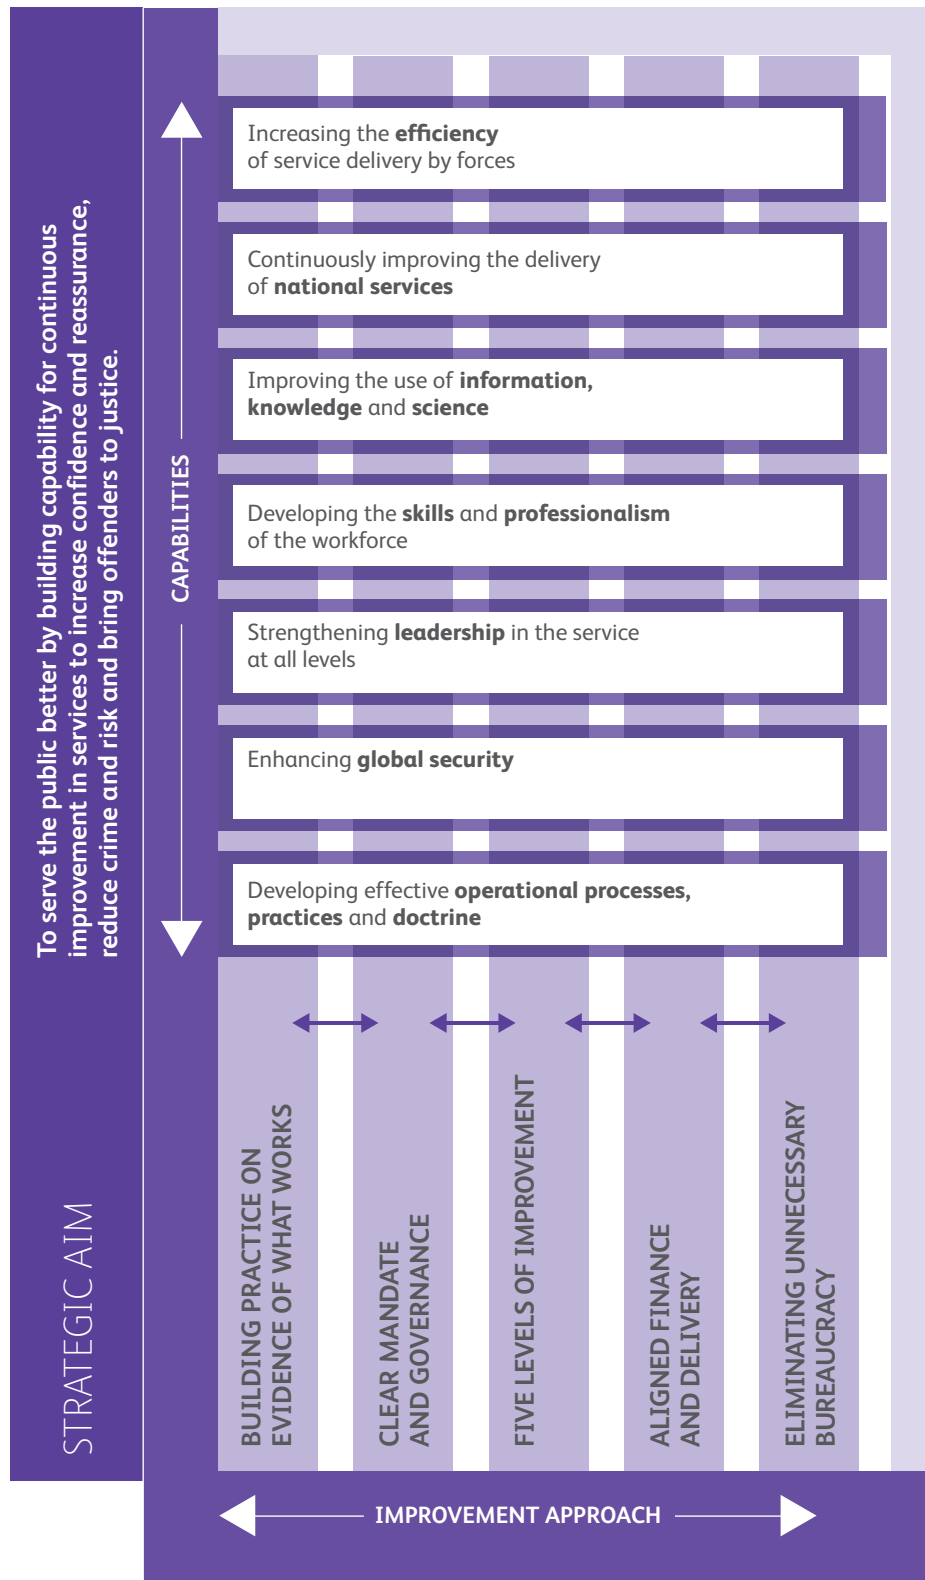 STRATEGIC AIM
To serve the public better by building capability for continuous
improvement in services to increase confidence and reassurance,
reduce crime and risk and bring offenders to justice.
CAPABILITIES
Increasing the efficiency
of service delivery by forces
Continuously improving the delivery
of national services
Improving the use of information,
knowledge and science
Developing the skills and professionalism
of the workforce
Strengthening leadership in the service
at all levels
Enhancing global security
Developing effective operational processes,
practices and doctrine
BUILDING PRACTICE ON
EVIDENCE OF WHAT WORKS
CLEAR MANDATE
AND GOVERNANCE
FIVE LEVELS OF IMPROVEMENT
ALIGNED FINANCE
AND DELIVERY
ELIMINATING UNNECESSARY
BUREAUCRACY
IMPROVEMENT APPROACH